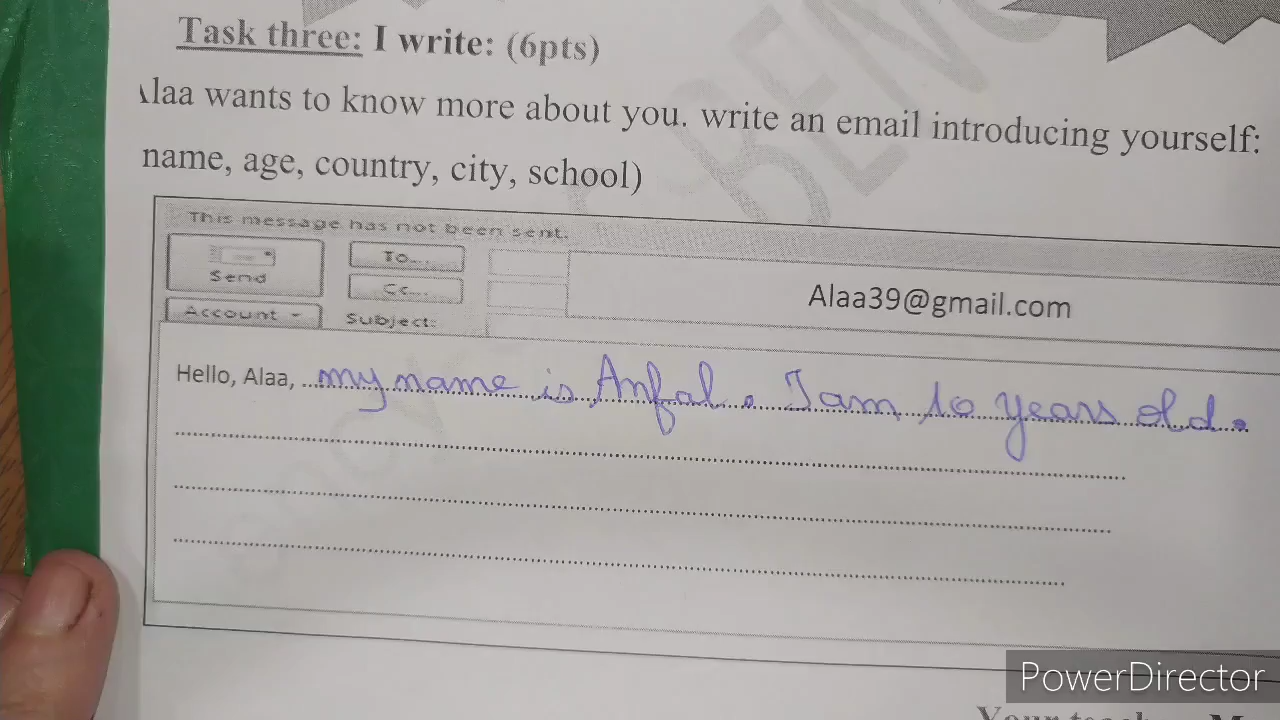 Task three: I write: (6pts)
laa wants to know more about you. write an email introducing yourself:
name, age, country, city, school)
This message has not been sent.
Send
To...
Cc...
Account
Subject:
Alaa39@gmail.com
Hello, Alaa, my name is Anfal. I am 10 years old.
PowerDirector